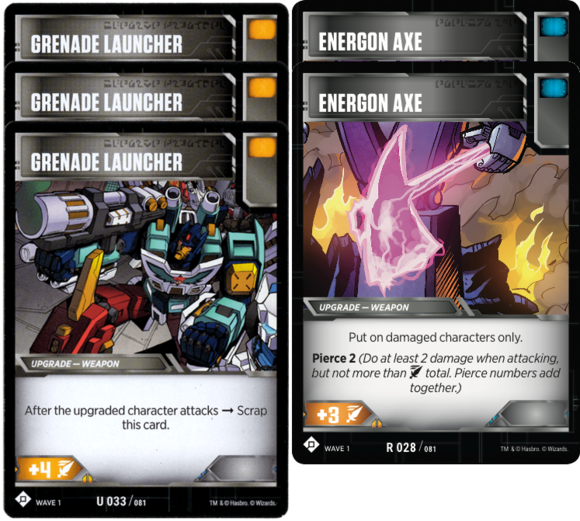 GRENADE LAUNCHER
GRENADE LAUNCHER
GRENADE LAUNCHER
UPGRADE — WEAPON
After the upgraded character attacks → Scrap
this card.
+4
WAVE 1
U 033/081
TM & © Hasbro. © Wizards.
ENERGON AXE
ENERGON AXE
UPGRADE — WEAPON
Put on damaged characters only.
Pierce 2 (Do at least 2 damage when attacking,
but not more than total. Pierce numbers add
together.)
+3
WAVE 1
R 028/081
TM & © Hasbro. © Wizards.